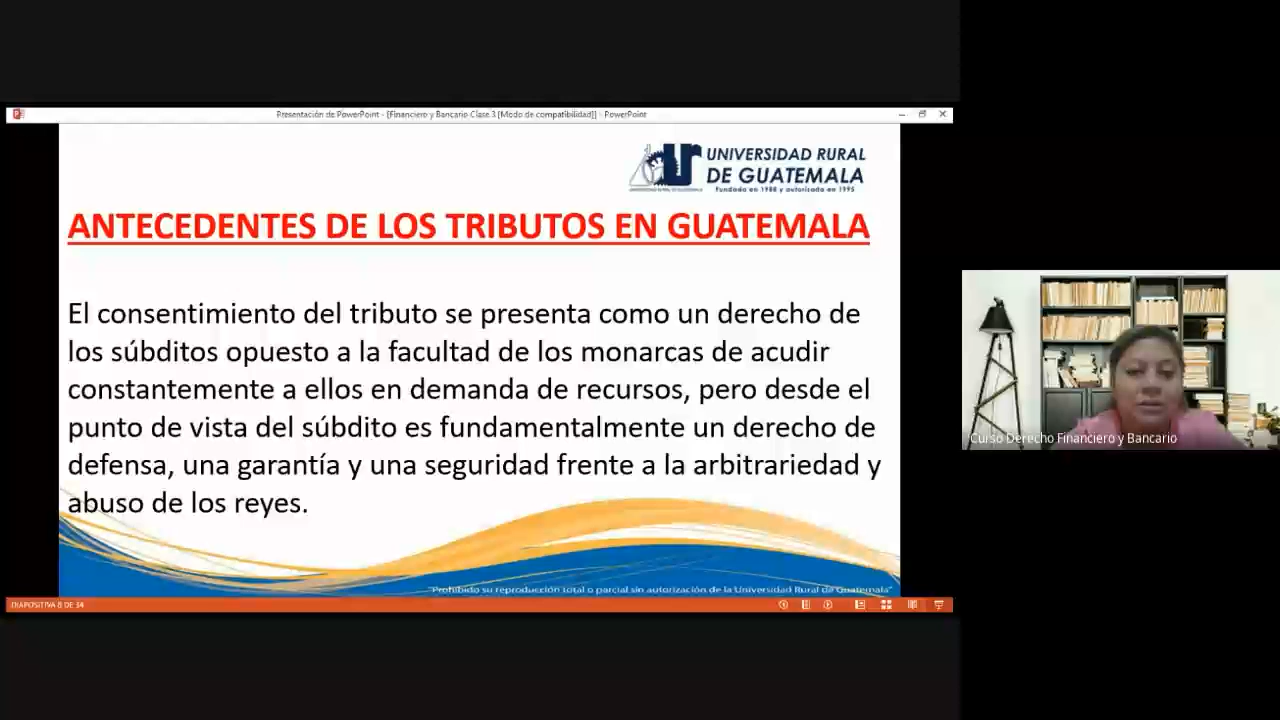 Presentación de PowerPoint - [Financiero y Bancario Clase 3 [Modo de compatibilidad]] - PowerPoint
UNIVERSIDAD RURAL
DE GUATEMALA
Fundada en 1988 y autorizada en 1995
ANTECEDENTES DE LOS TRIBUTOS EN GUATEMALA
El consentimiento del tributo se presenta como un derecho de
los súbditos opuesto a la facultad de los monarcas de acudir
constantemente a ellos en demanda de recursos, pero desde el
punto de vista del súbdito es fundamentalmente un derecho de
defensa, una garantía y una seguridad frente a la arbitrariedad y
abuso de los reyes.
"Prohibido su reproducción total o parcial sin autorización de la Universidad Rural de Guatemala"
DIAPOSITIVA 8 DE 34
Curso Derecho Financiero y Bancario